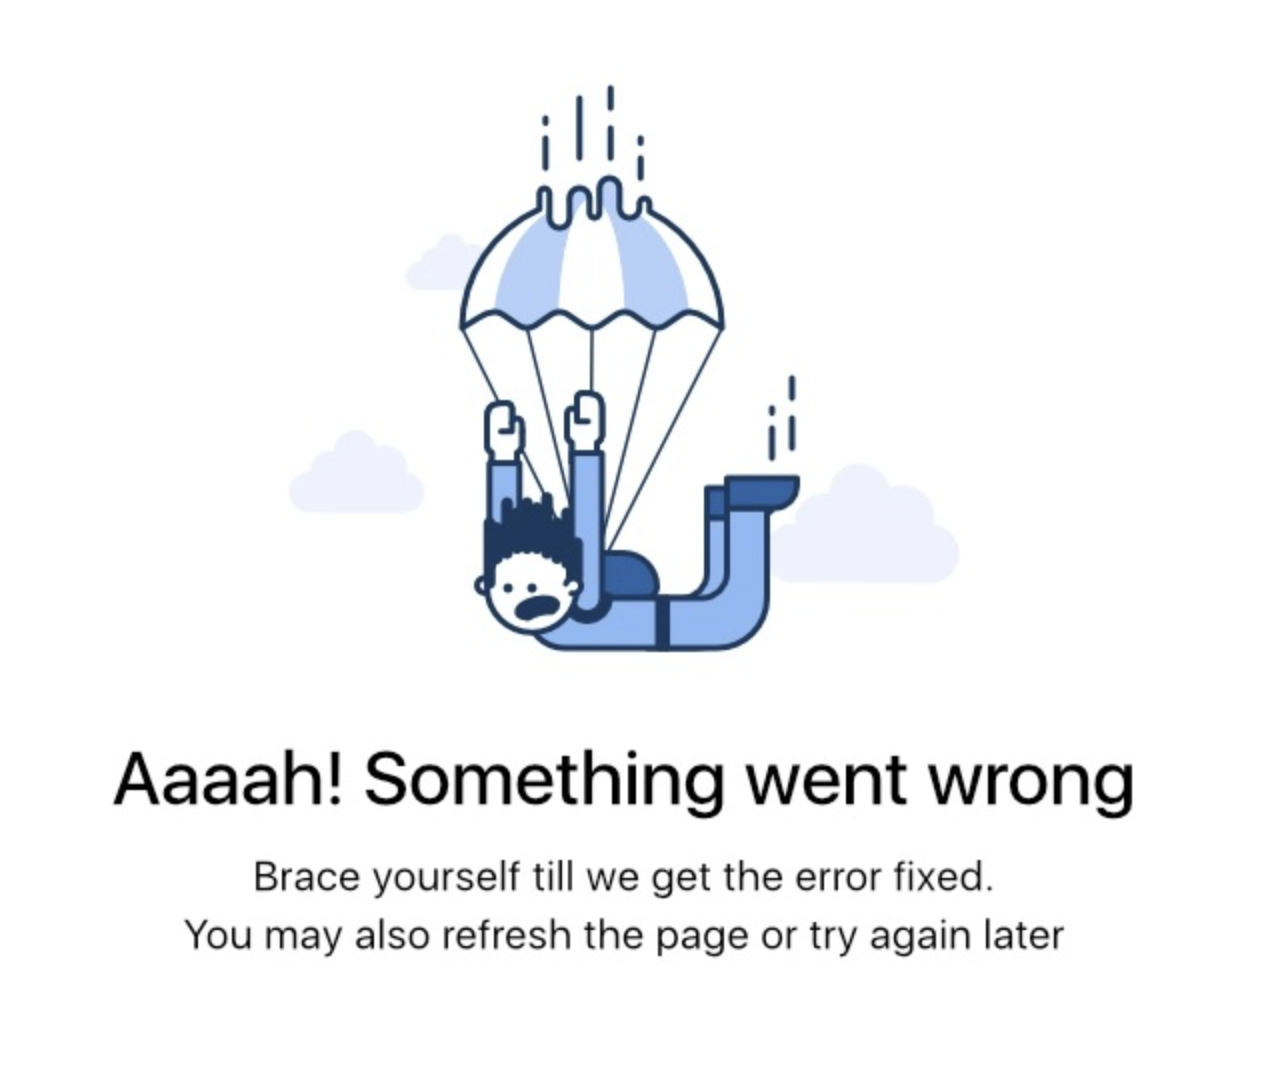 Aaaah! Something went wrong
Brace yourself till we get the error fixed.
You may also refresh the page or try again later